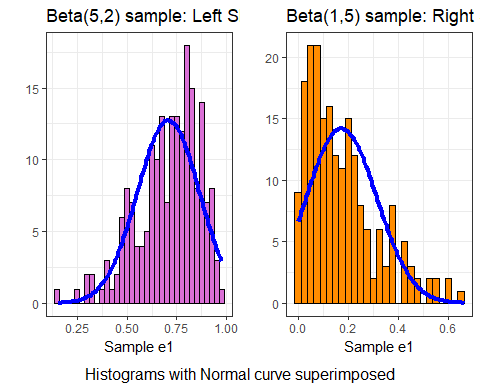 Beta(5,2) sample: Left S
Beta(1,5) sample: Right
15
10
5
0
0.25 0.50 0.75 1.00
Sample e1
20
15
10
5
0
0.0 0.2 0.4 0.6
Sample e1
Histograms with Normal curve superimposed